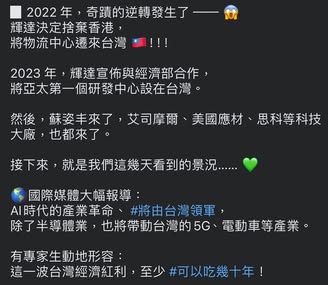 ⬜ 2022 年，奇蹟的逆轉發生了 —— 😱
輝達決定捨棄香港，
將物流中心遷來台灣 🇹🇼 ! ! !
2023 年，輝達宣佈與經濟部合作，
將亞太第一個研發中心設在台灣。
然後，蘇姿丰來了，艾司摩爾、美國應材、思科等科技
大廠，也都來了。
接下來，就是我們這幾天看到的景況...... 💚
🌎國際媒體大幅報導：
AI時代的產業革命、 #將由台灣領軍，
除了半導體業，也將帶動台灣的 5G、電動車等產業。
有專家生動地形容：
這一波台灣經濟紅利，至少 #可以吃幾十年！